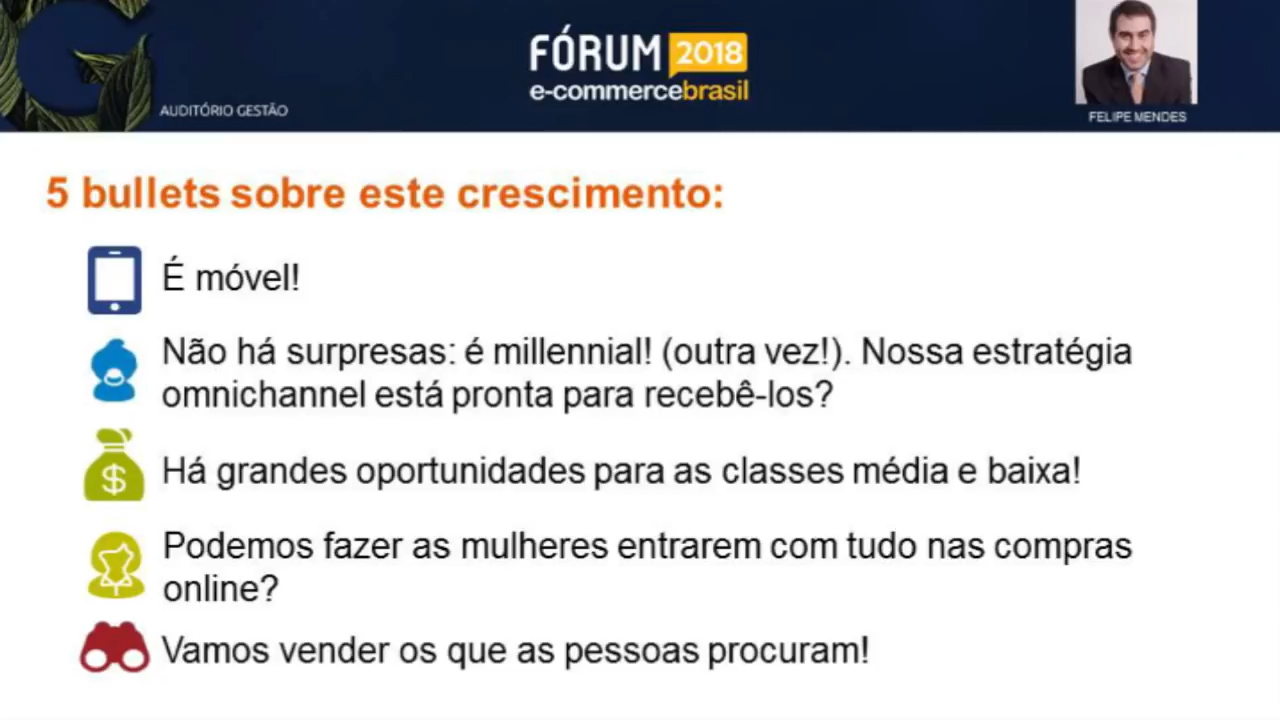 AUDITÓRIO GESTÃO
FÓRUM 2018
e-commercebrasil
FELIPE MENDES
5 bullets sobre este crescimento:
É móvel!
Não há surpresas: é millennial! (outra vez!). Nossa estratégia
omnichannel está pronta para recebê-los?
$
Há grandes oportunidades para as classes média e baixa!
Podemos fazer as mulheres entrarem com tudo nas compras
online?
Vamos vender os que as pessoas procuram!